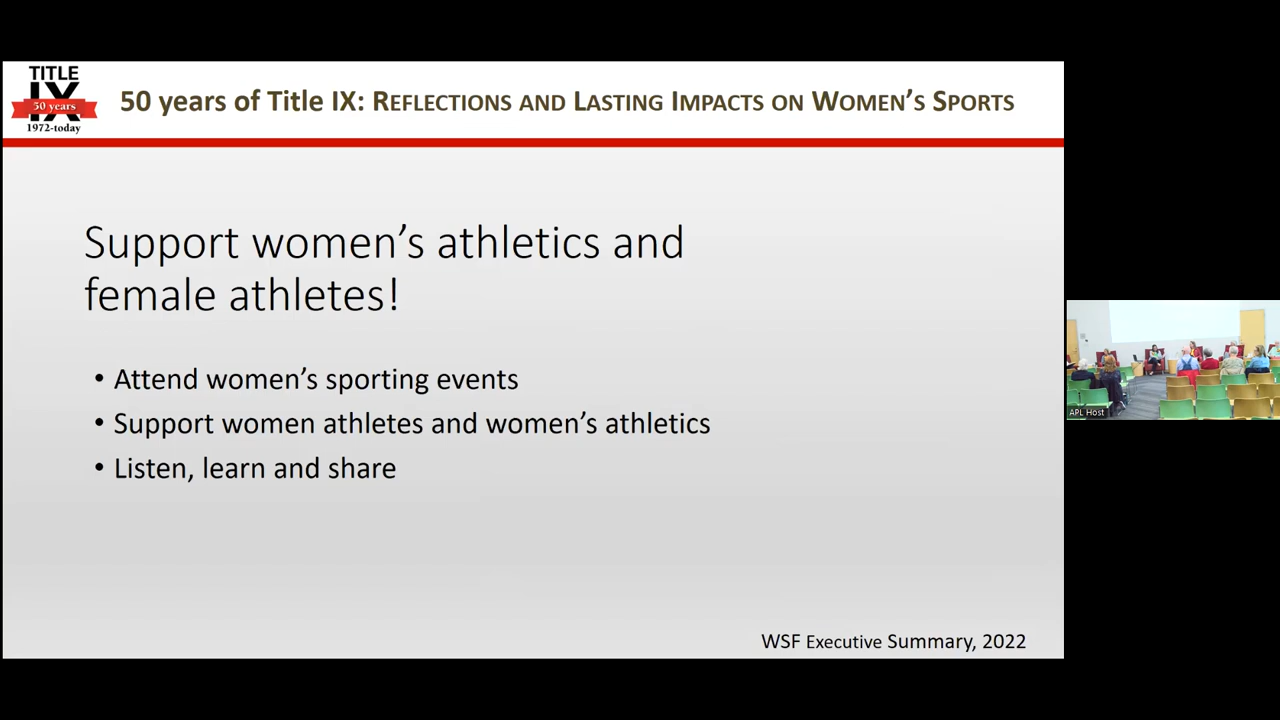 TITLE
IX
50 years
1972-today
50 years of Title IX: REFLECTIONS AND LASTING IMPACTS ON WOMEN’S SPORTS
Support women’s athletics and
female athletes!
• Attend women’s sporting events
• Support women athletes and women’s athletics
• Listen, learn and share
WSF Executive Summary, 2022
APL Host